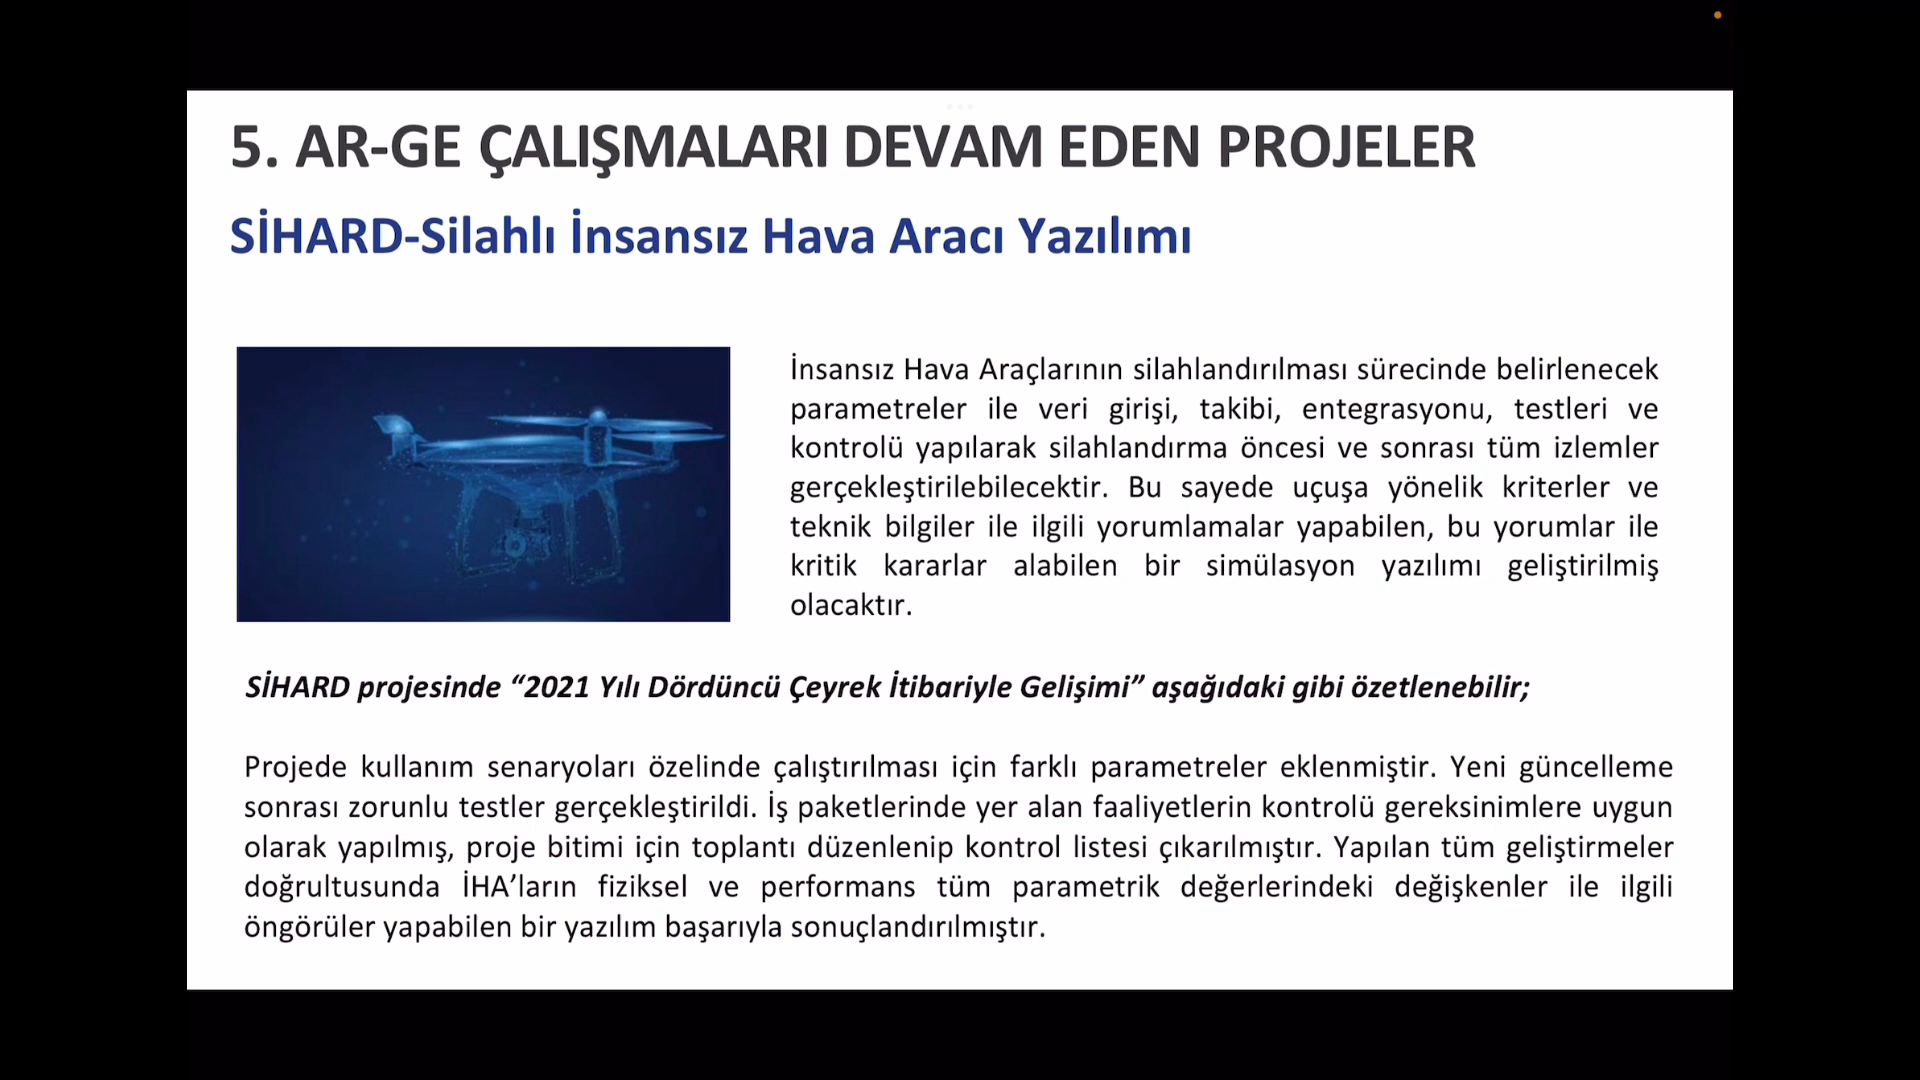 5. AR-GE ÇALIŞMALARI DEVAM EDEN PROJELER
SİHARD-Silahlı İnsansız Hava Aracı Yazılımı
İnsansız Hava Araçlarının silahlandırılması sürecinde belirlenecek
parametreler ile veri girişi, takibi, entegrasyonu, testleri ve
kontrolü yapılarak silahlandırma öncesi ve sonrası tüm izlemler
gerçekleştirilebilecektir. Bu sayede uçuşa yönelik kriterler ve
teknik bilgiler ile ilgili yorumlamalar yapabilen, bu yorumlar ile
kritik kararlar alabilen bir simülasyon yazılımı geliştirilmiş
olacaktır.
SİHARD projesinde “2021 Yılı Dördüncü Çeyrek İtibariyle Gelişimi” aşağıdaki gibi özetlenebilir;
Projede kullanım senaryoları özelinde çalıştırılması için farklı parametreler eklenmiştir. Yeni güncelleme
sonrası zorunlu testler gerçekleştirildi. İş paketlerinde yer alan faaliyetlerin kontrolü gereksinimlere uygun
olarak yapılmış, proje bitimi için toplantı düzenlenip kontrol listesi çıkarılmıştır. Yapılan tüm geliştirmeler
doğrultusunda İHA’ların fiziksel ve performans tüm parametrik değerlerindeki değişkenler ile ilgili
öngörüler yapabilen bir yazılım başarıyla sonuçlandırılmıştır.